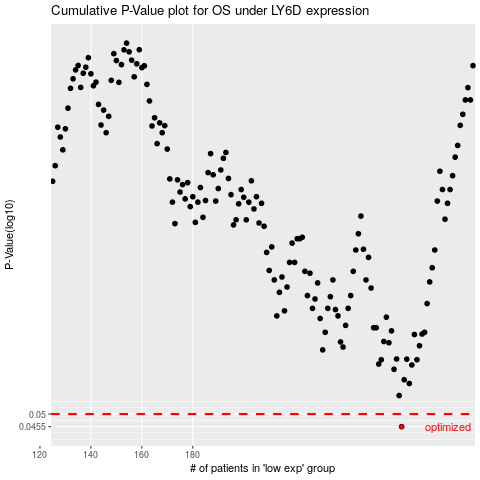 Cumulative P-Value plot for OS under LY6D expression
P-Value(log10)
0.05
0.0455
optimized
120 140 160 180
# of patients in 'low exp' group